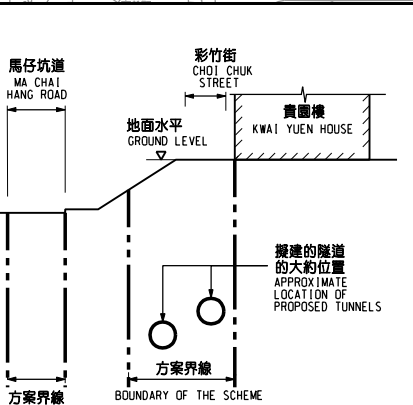 彩竹街
CHOI CHUK
STREET
馬仔坑道
MA CHAI
HANG ROAD
貴園樓
KWAI YUEN HOUSE
地面水平
GROUND LEVEL
擬建的隧道
的大約位置
APPROXIMATE
LOCATION OF
PROPOSED TUNNELS
方案界線
方案界線
BOUNDARY OF THE SCHEME